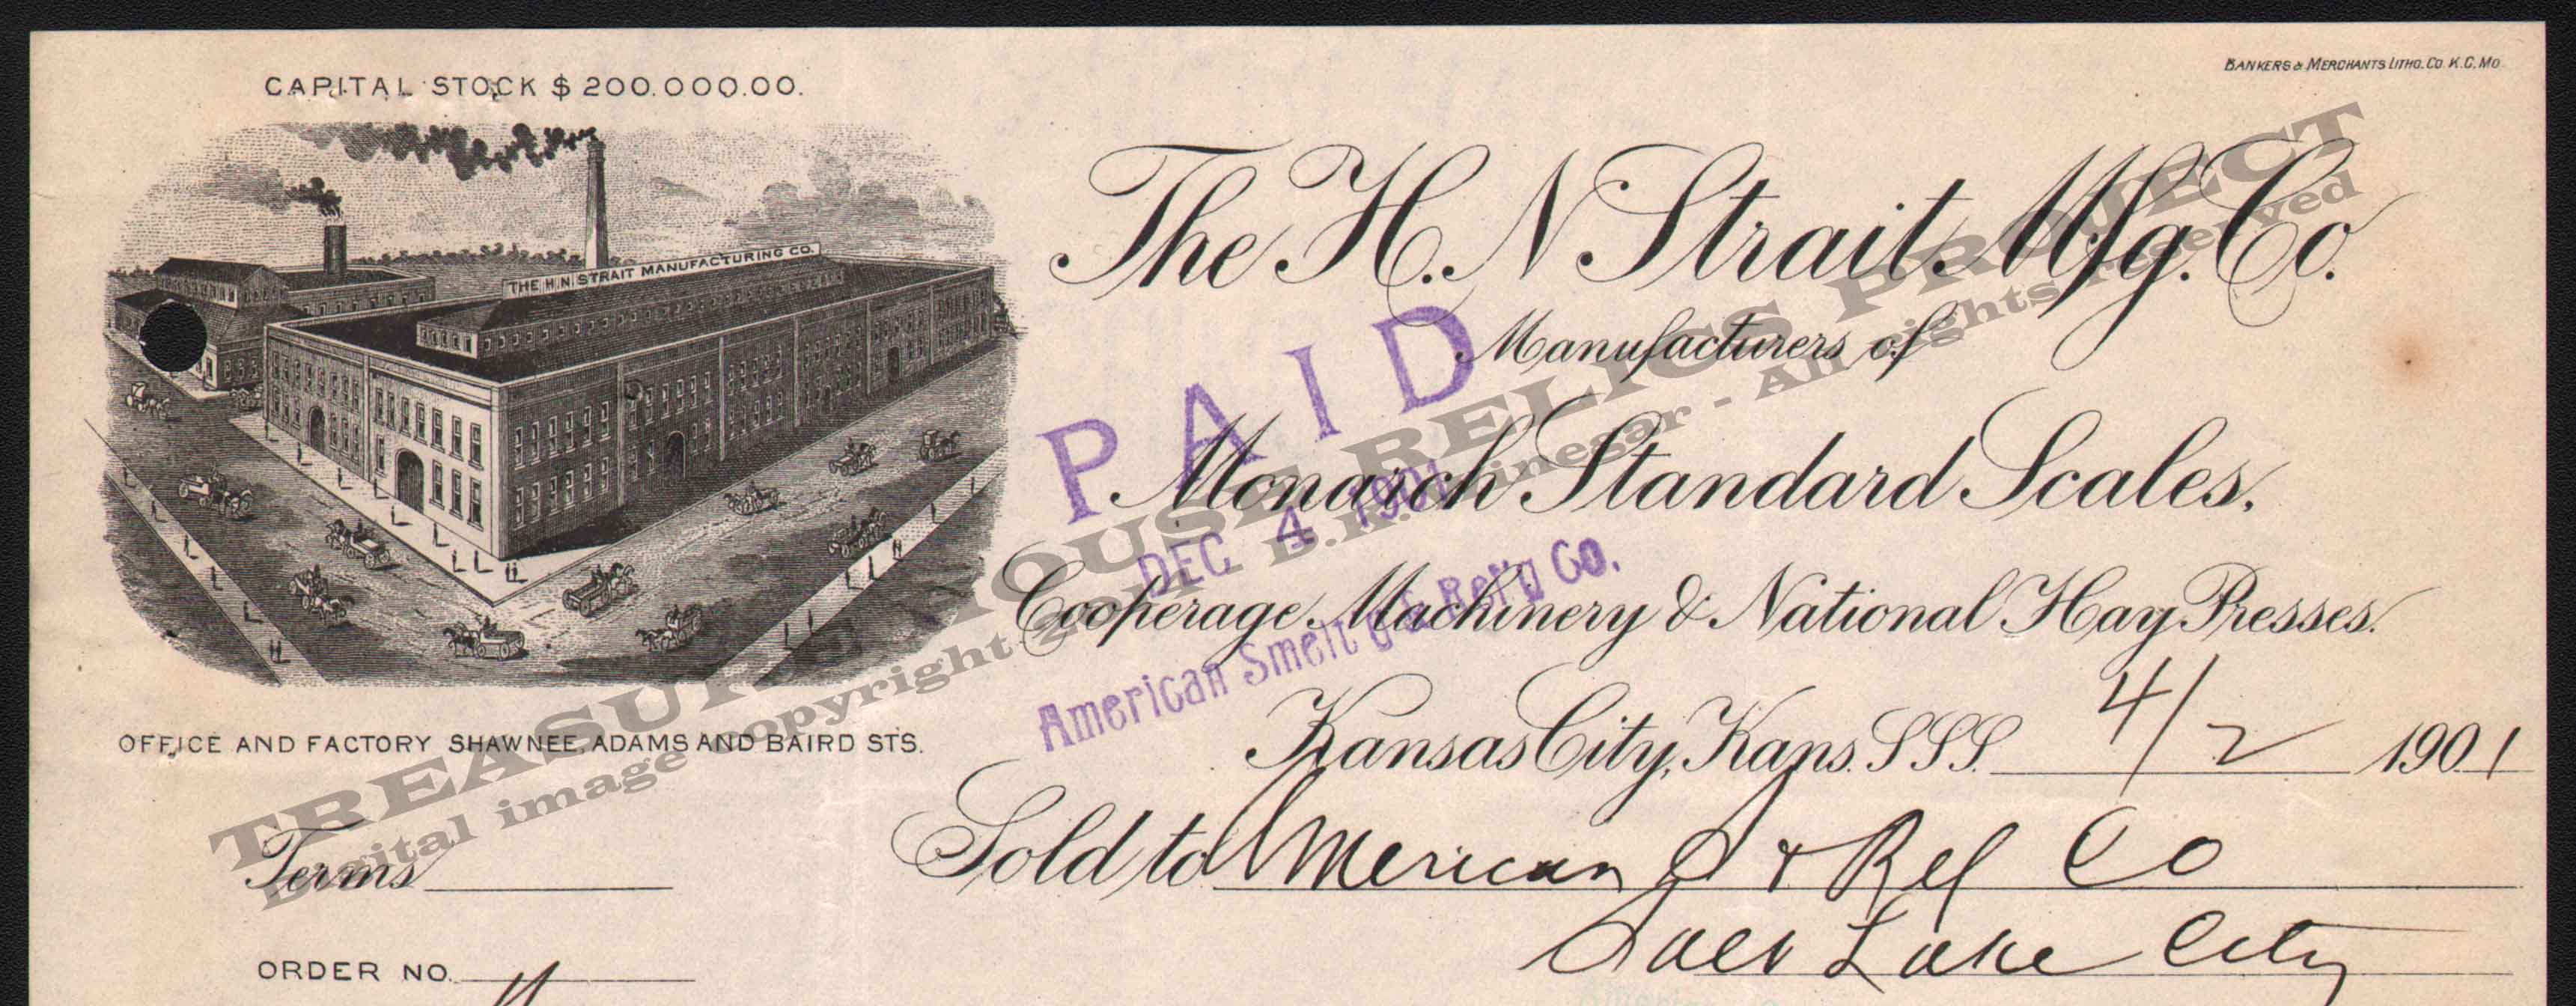 BANKERS & MERCHANTS LITHO. CO. K.C. MO.
CAPITAL STOCK $200.000.00.
THE H.N. STRAIT MANUFACTURING CO.
The H. N Strait Mfg. Co.
Manufacturers of
Monarch Standard Scales,
Cooperage, Machinery & National Hay Presses.
PAID
DEC 4 1901
American Smelt'g & Ref'g Co.
OFFICE AND FACTORY SHAWNEE, ADAMS AND BAIRD STS.
Kansas City, Kans. U.S.A. 4/2 1901
Terms
Sold to American S & Ref Co
Salt Lake City
ORDER NO.
TREASURE HOUSE RELICS PROJECT
Digital image copyright
All rights reserved